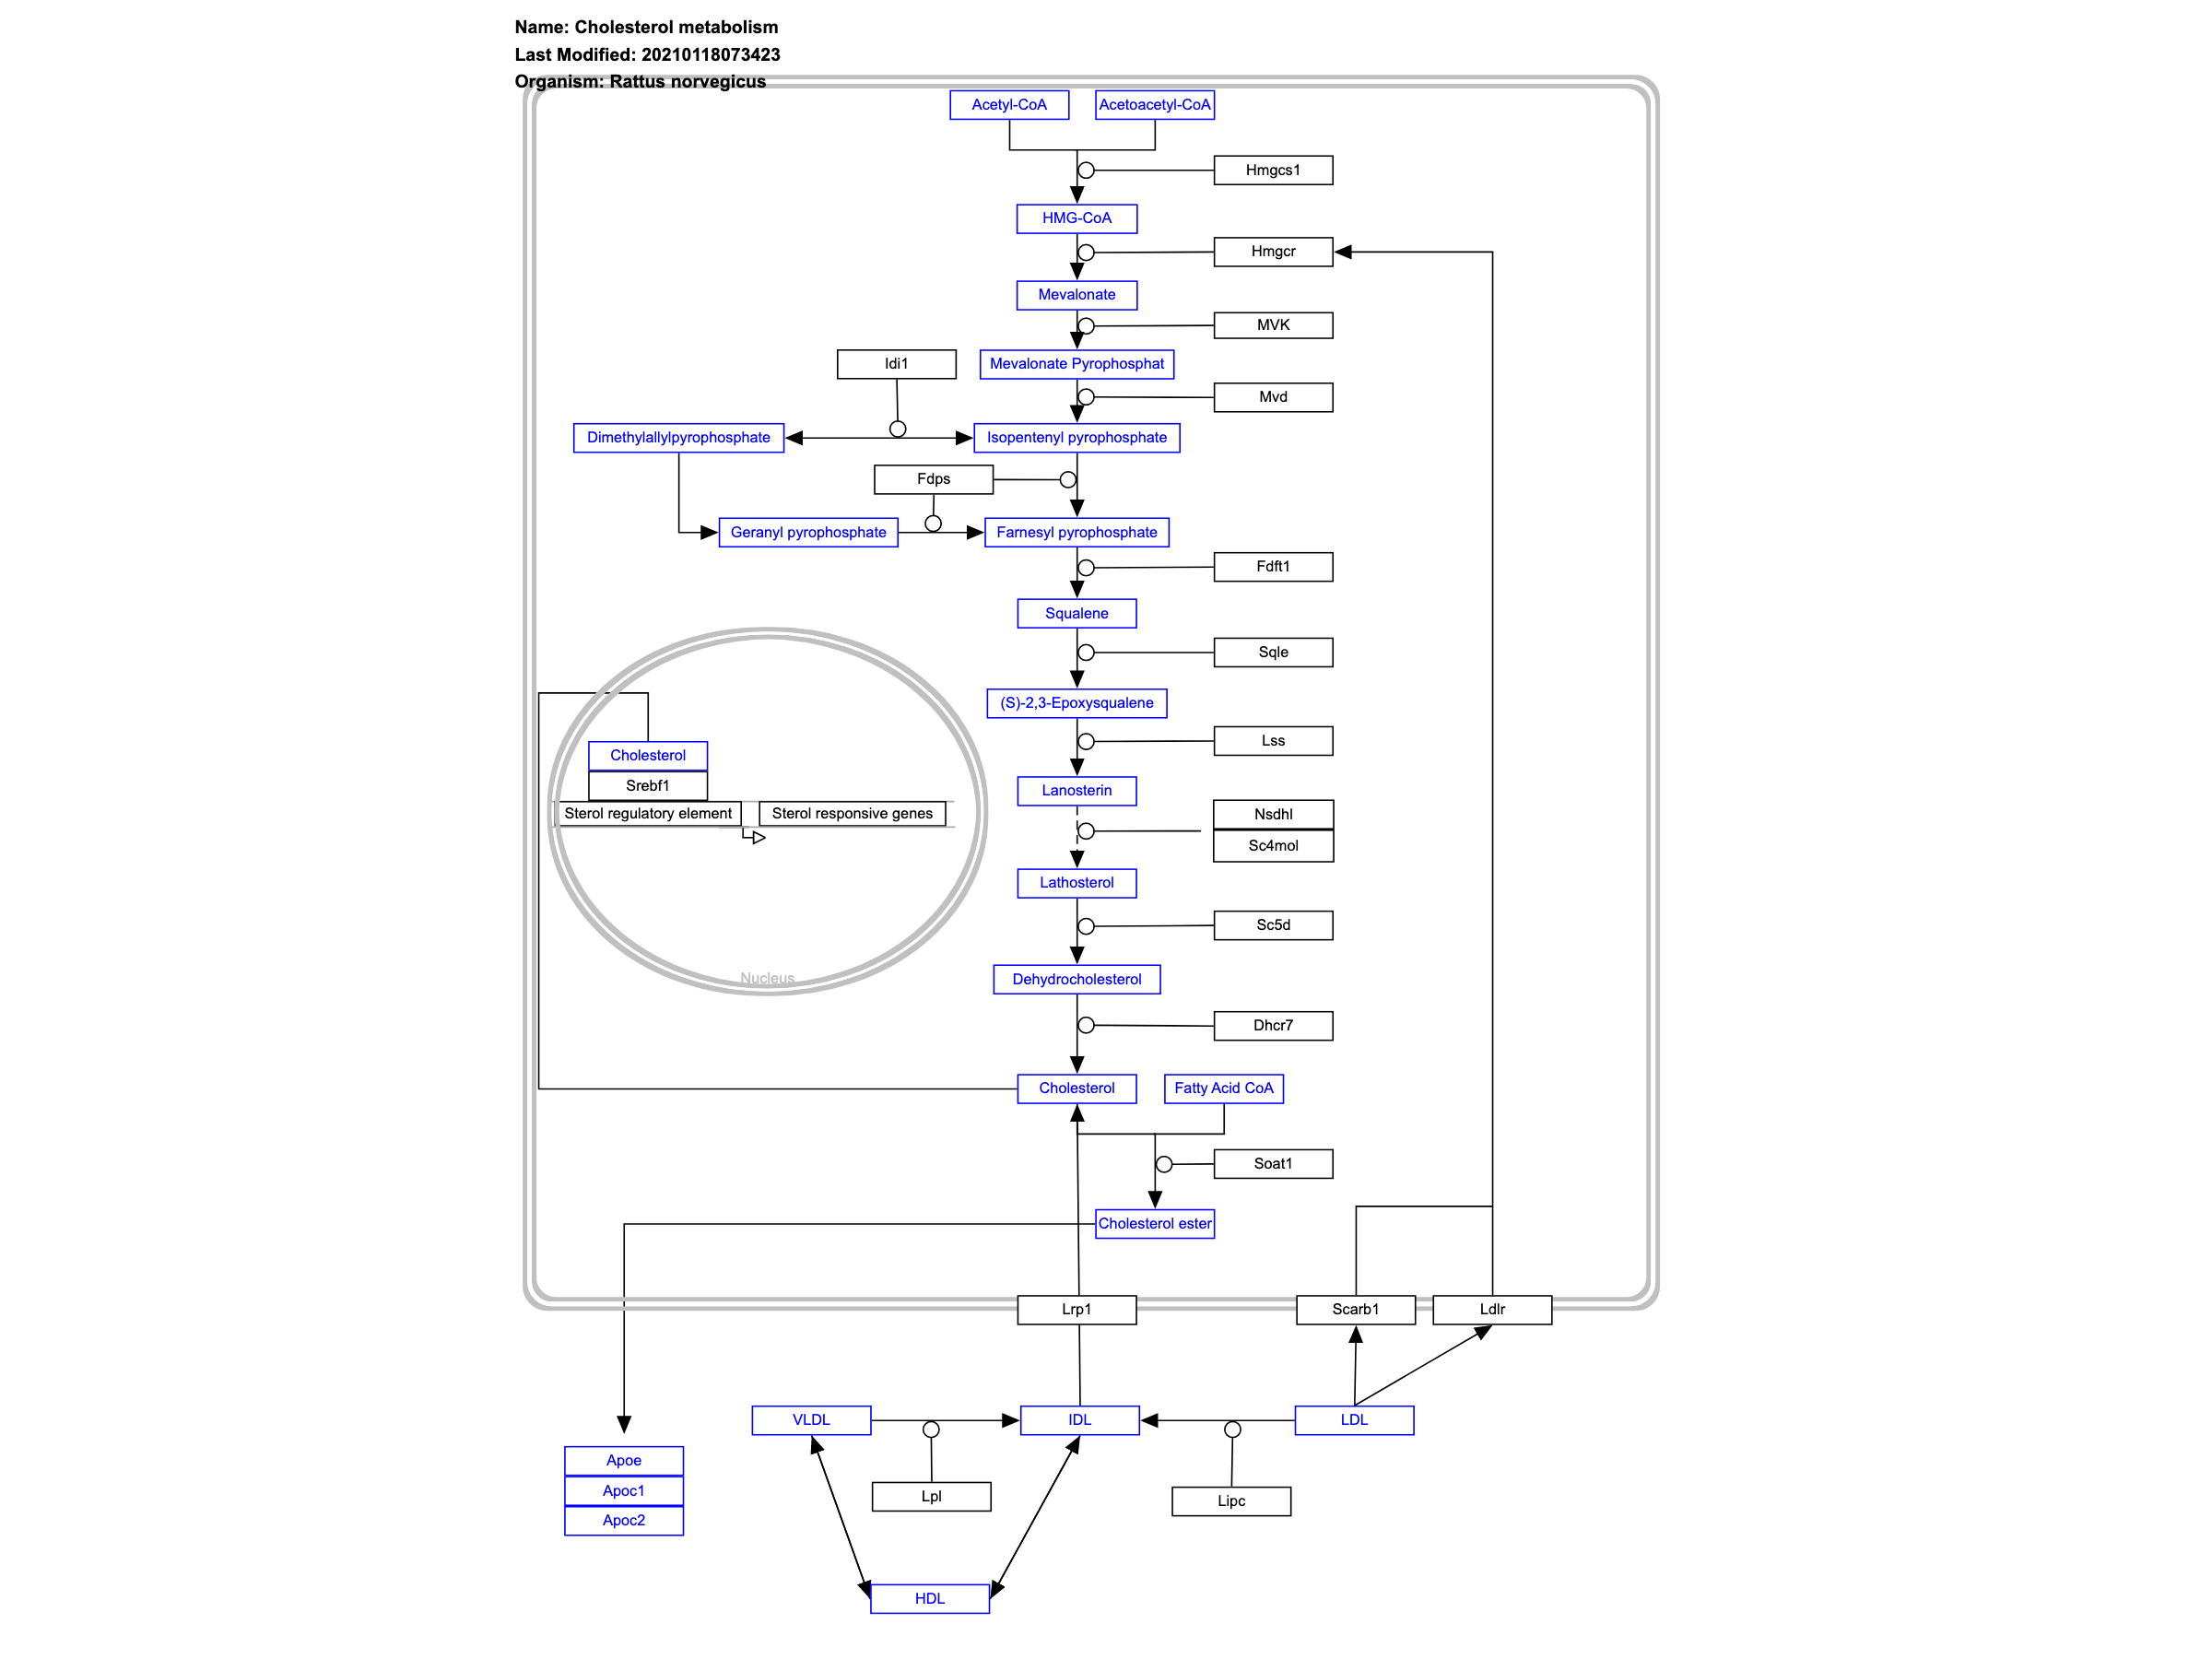 Name: Cholesterol metabolism
Last Modified: 20210118073423
Organism: Rattus norvegicus
Acetyl-CoA
Acetoacetyl-CoA
Hmgcs1
HMG-CoA
Hmgcr
Mevalonate
MVK
Idi1
Mevalonate Pyrophosphat
Mvd
Dimethylallylpyrophosphate
Isopentenyl pyrophosphate
Fdps
Geranyl pyrophosphate
Farnesyl pyrophosphate
Fdft1
Squalene
Sqle
(S)-2,3-Epoxysqualene
Lss
Cholesterol
Srebf1
Sterol regulatory element
Sterol responsive genes
Lanosterin
Nsdhl
Sc4mol
Lathosterol
Sc5d
Nucleus
Dehydrocholesterol
Dhcr7
Cholesterol
Fatty Acid CoA
Soat1
Cholesterol ester
Lrp1
Scarb1
Ldlr
VLDL
IDL
LDL
Apoe
Apoc1
Apoc2
Lpl
Lipc
HDL